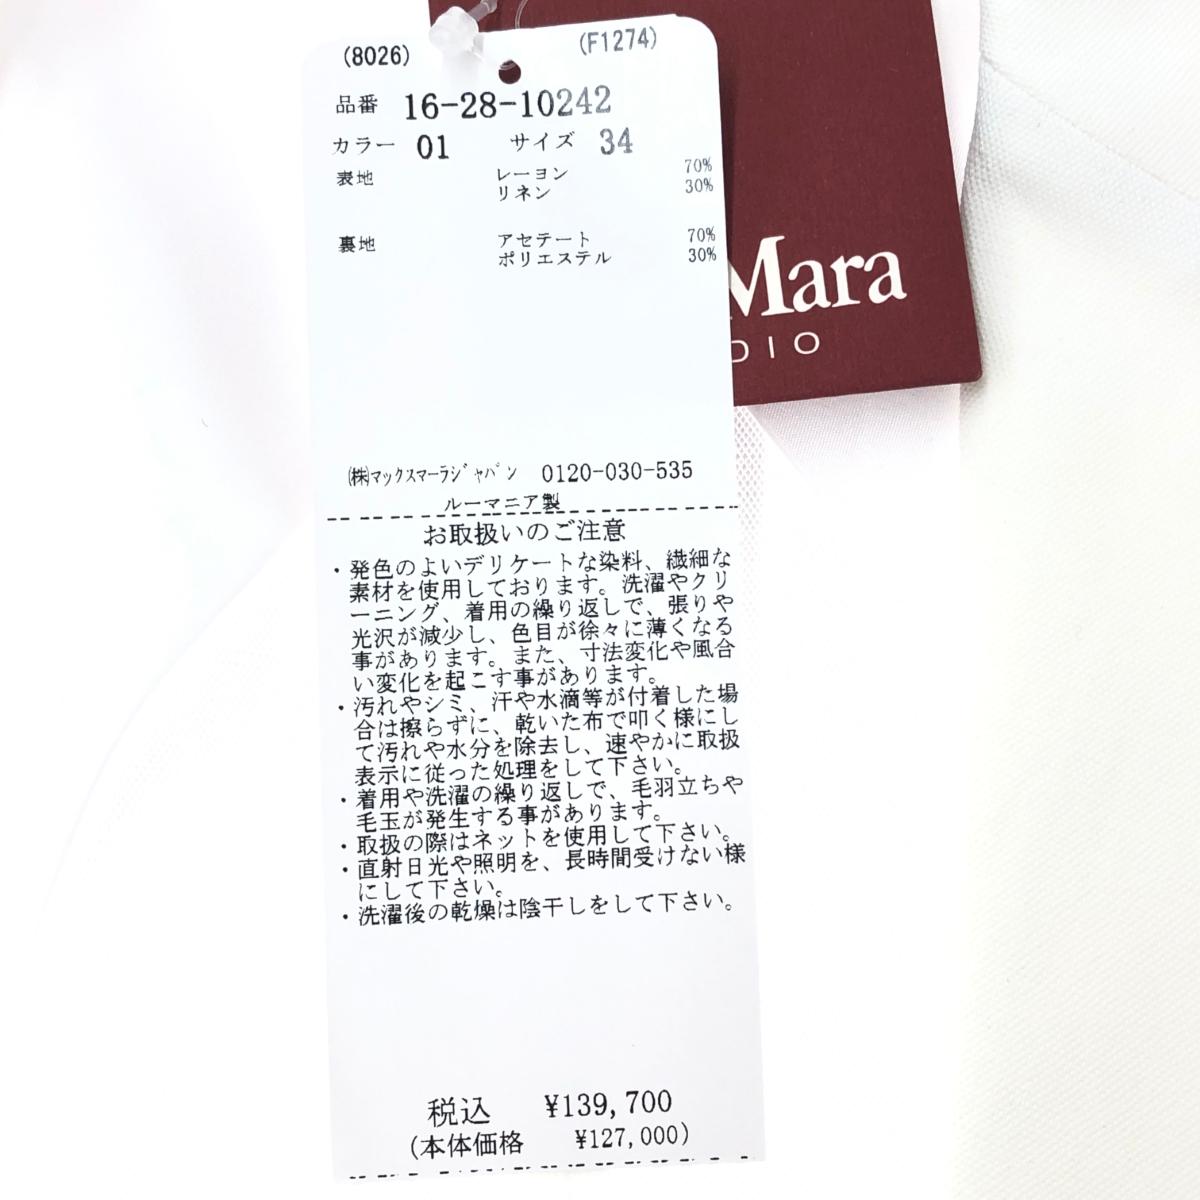 (8026) (F1274)
品番 16-28-10242
カラー 01 サイズ 34
表地 レーヨン 70%
リネン 30%
裏地 アセテート 70%
ポリエステル 30%
Mara
DIO
㈱マックスマーラジャパン 0120-030-535
ルーマニア製
お取扱いのご注意
・発色のよいデリケートな染料、繊細な
素材を使用しております。洗濯やクリ
ーニング、着用の繰り返しで、張りや
光沢が減少し、色目が徐々に薄くなる
事があります。また、寸法変化や風合
い変化を起こす事があります。
・汚れやシミ、汗や水滴等が付着した場
合は擦らずに、乾いた布で叩く様にし
て汚れや水分を除去し、速やかに取扱
表示に従った処理をして下さい。
・着用や洗濯の繰り返しで、毛羽立ちや
毛玉が発生する事があります。
・取扱の際はネットを使用して下さい。
・直射日光や照明を、長時間受けない様
にして下さい。
・洗濯後の乾燥は陰干しをして下さい。
税込 ¥139,700
(本体価格 ¥127,000)